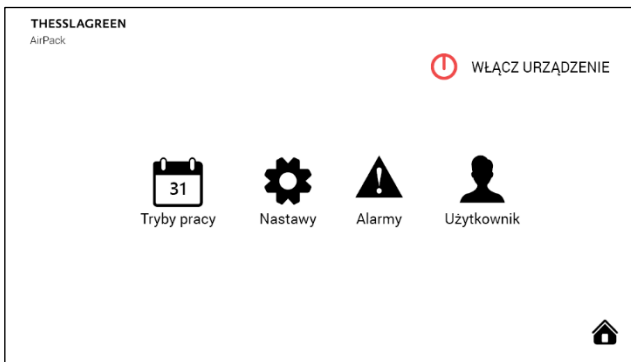 THESSLAGREEN
AirPack
WŁĄCZ URZĄDZENIE
31
Tryby pracy
Nastawy
Alarmy
Użytkownik